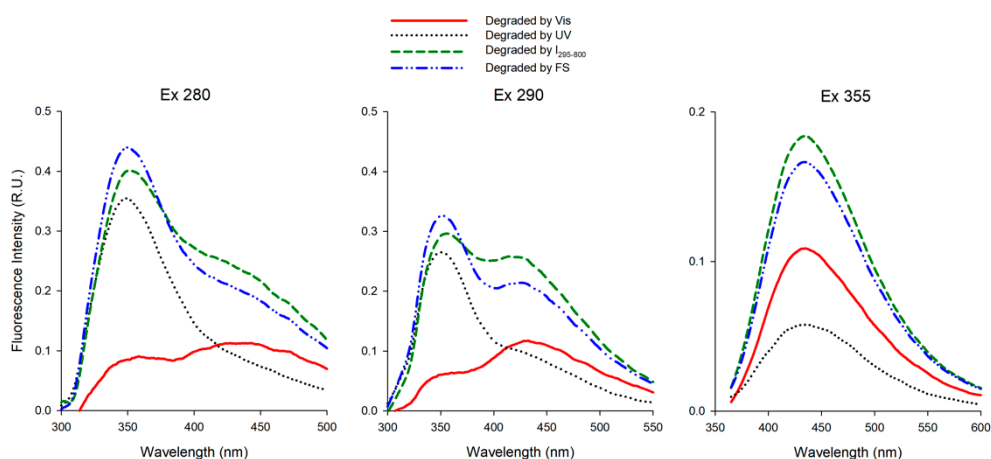 Degraded by Vis
Degraded by UV
Degraded by I295-800
Degraded by FS
Ex 280
Ex 290
Ex 355
Fluorescence Intensity (R.U.)
0.5
0.4
0.3
0.2
0.1
0.0
300 350 400 450 500
Wavelength (nm)
0.5
0.4
0.3
0.2
0.1
0.0
300 350 400 450 500 550
Wavelength (nm)
0.2
0.1
0.0
350 400 450 500 550 600
Wavelength (nm)